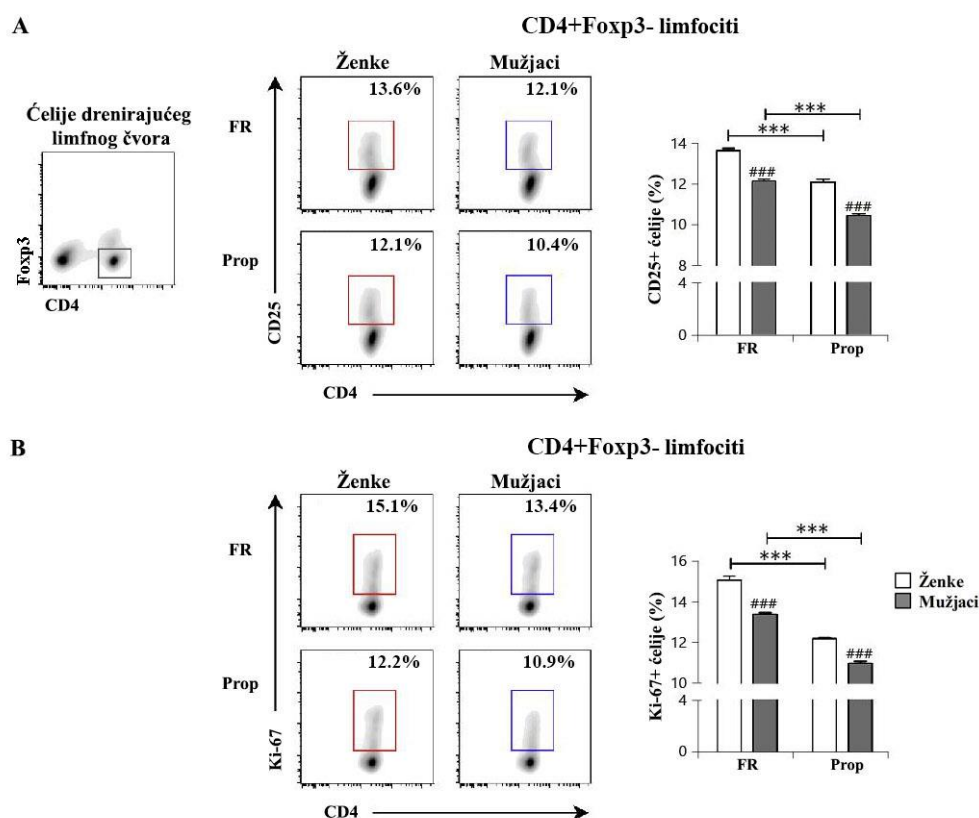 A
CD4+Foxp3- limfociti
Ženke
Mužjaci
Ćelije drenirajućeg
limfnog čvora
Foxp3
CD4
FR
13.6%
12.1%
Prop
12.1%
10.4%
CD25
CD4
***
***
###
###
CD25+ ćelije (%)
14
12
10
8
4
0
FR
Prop
B
CD4+Foxp3- limfociti
Ženke
Mužjaci
FR
15.1%
13.4%
Prop
12.2%
10.9%
Ki-67
CD4
***
***
###
###
Ki-67+ ćelije (%)
16
14
12
10
4
0
FR
Prop
Ženke
Mužjaci